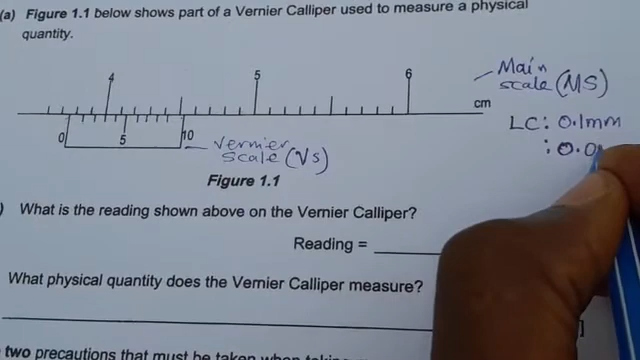 (a) Figure 1.1 below shows part of a Vernier Calliper used to measure a physical
quantity.
4 5 6
cm
0 5 10
Main
scale (MS)
LC: 0.1mm
: 0.0
Vernier
scale (VS)
Figure 1.1
) What is the reading shown above on the Vernier Calliper?
Reading =
What physical quantity does the Vernier Calliper measure?
]
two precautions that must be taken when